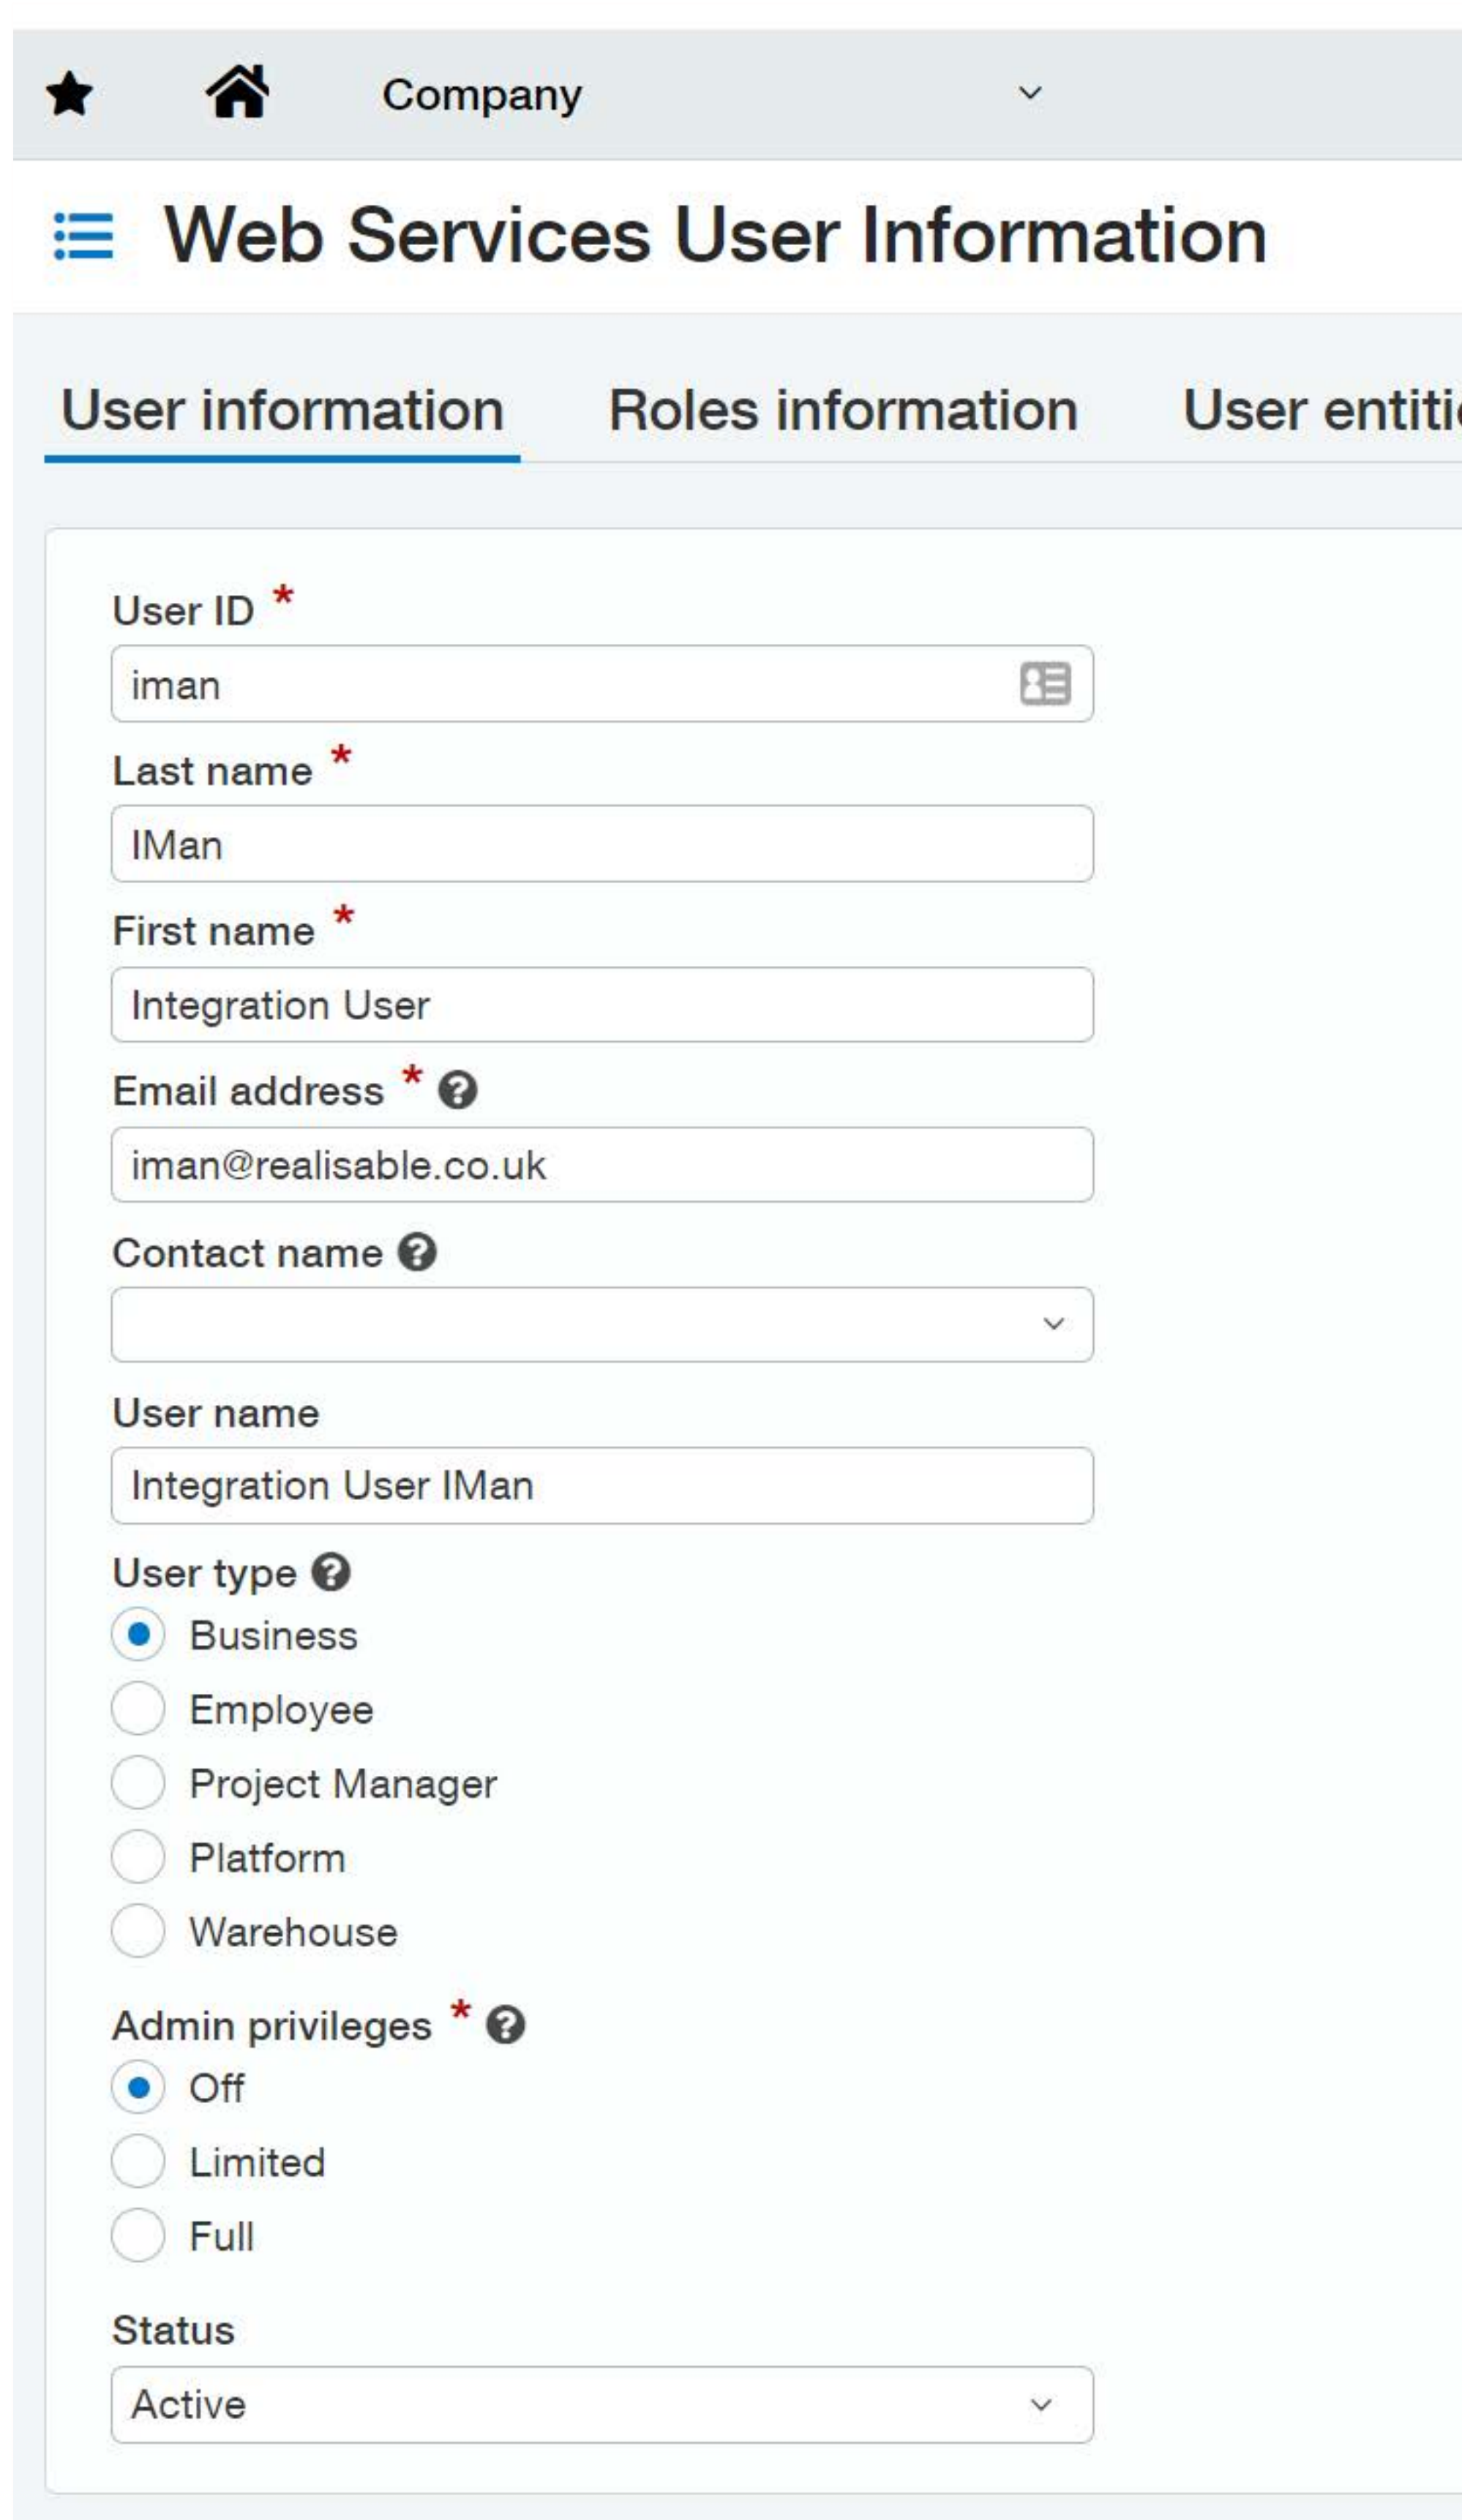 Company
Web Services User Information
User information Roles information User entiti
User ID *
iman
Last name *
IMan
First name *
Integration User
Email address *
iman@realisable.co.uk
Contact name
User name
Integration User IMan
User type
Business
Employee
Project Manager
Platform
Warehouse
Admin privileges *
Off
Limited
Full
Status
Active